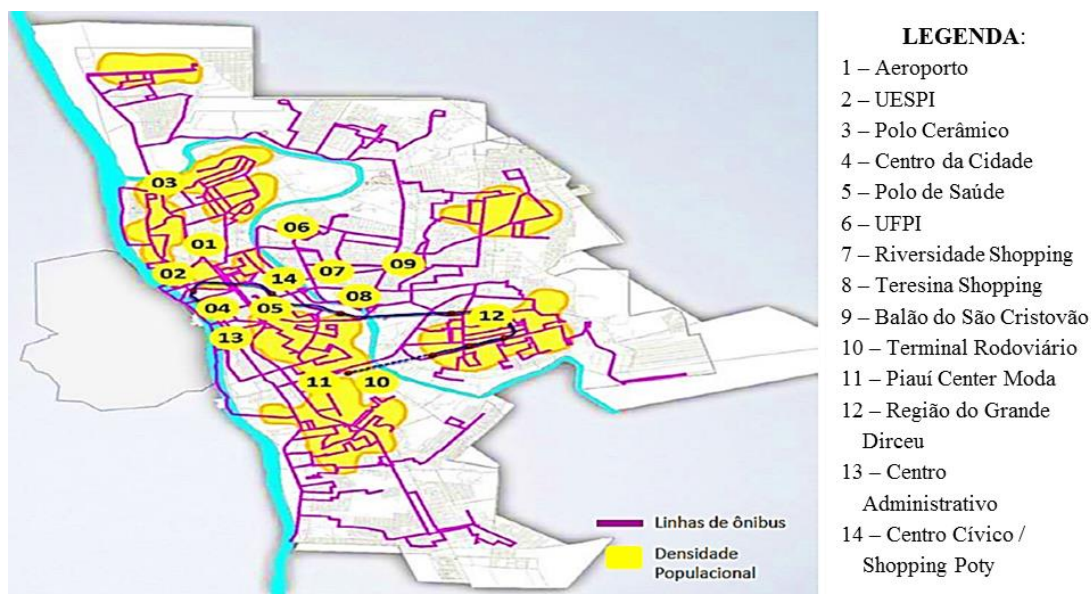 03
06
01
09
02
14
07
08
04
05
12
13
11
10
Linhas de ônibus
Densidade
Populacional
LEGENDA:
1 – Aeroporto
2 – UESPI
3 – Polo Cerâmico
4 – Centro da Cidade
5 – Polo de Saúde
6 – UFPI
7 – Riversidade Shopping
8 – Teresina Shopping
9 – Balão do São Cristovão
10 – Terminal Rodoviário
11 – Piauí Center Moda
12 – Região do Grande
Dirceu
13 – Centro
Administrativo
14 – Centro Cívico /
Shopping Poty